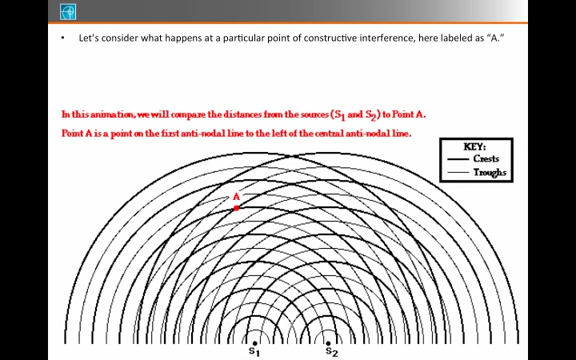 • Let's consider what happens at a particular point of constructive interference, here labeled as "A."
In this animation, we will compare the distances from the sources (S1 and S2) to Point A.
Point A is a point on the first anti-nodal line to the left of the central anti-nodal line.
KEY:
Crests
Troughs
A
S1 S2